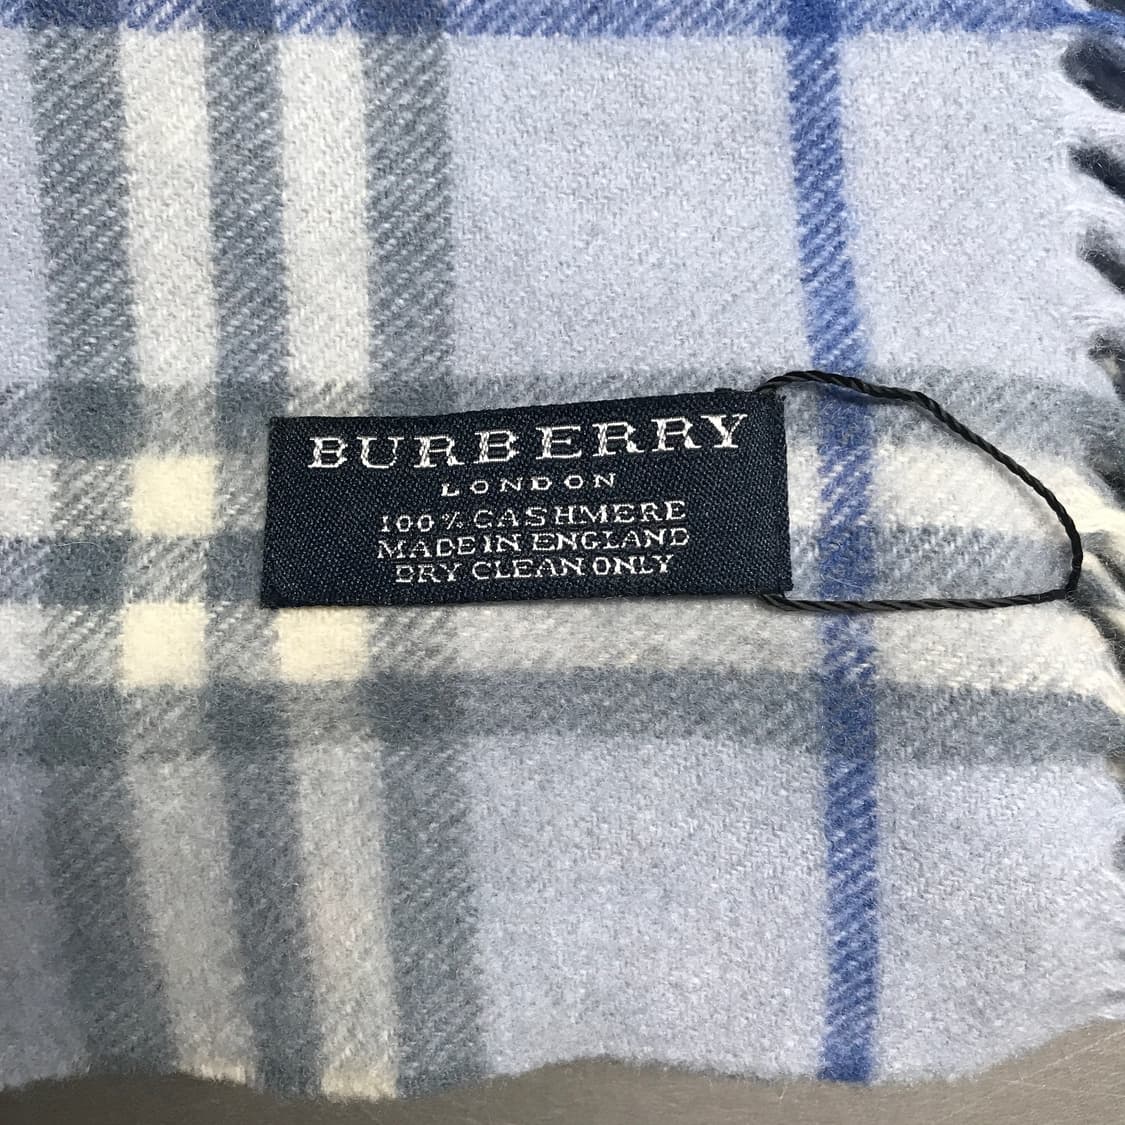 BURBERRY
LONDON
100% CASHMERE
MADE IN ENGLAND
DRY CLEAN ONLY